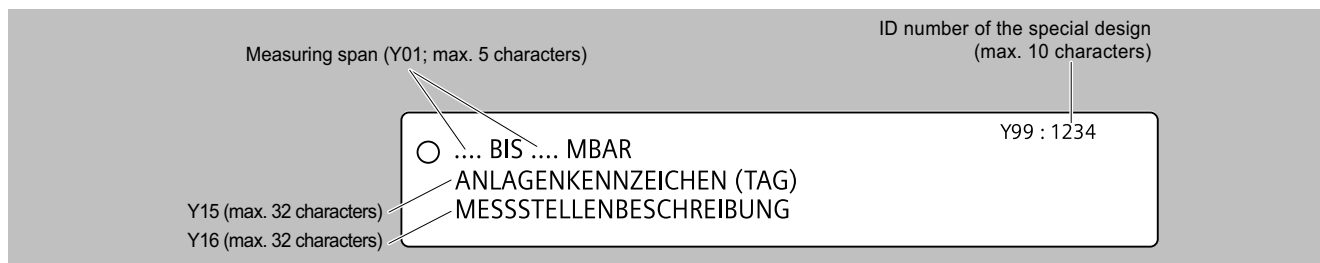 ID number of the special design
(max. 10 characters)
Measuring span (Y01; max. 5 characters)
Y99 : 1234
.... BIS .... MBAR
ANLAGENKENNZEICHEN (TAG)
Y15 (max. 32 characters)
MESSSTELLENBESCHREIBUNG
Y16 (max. 32 characters)